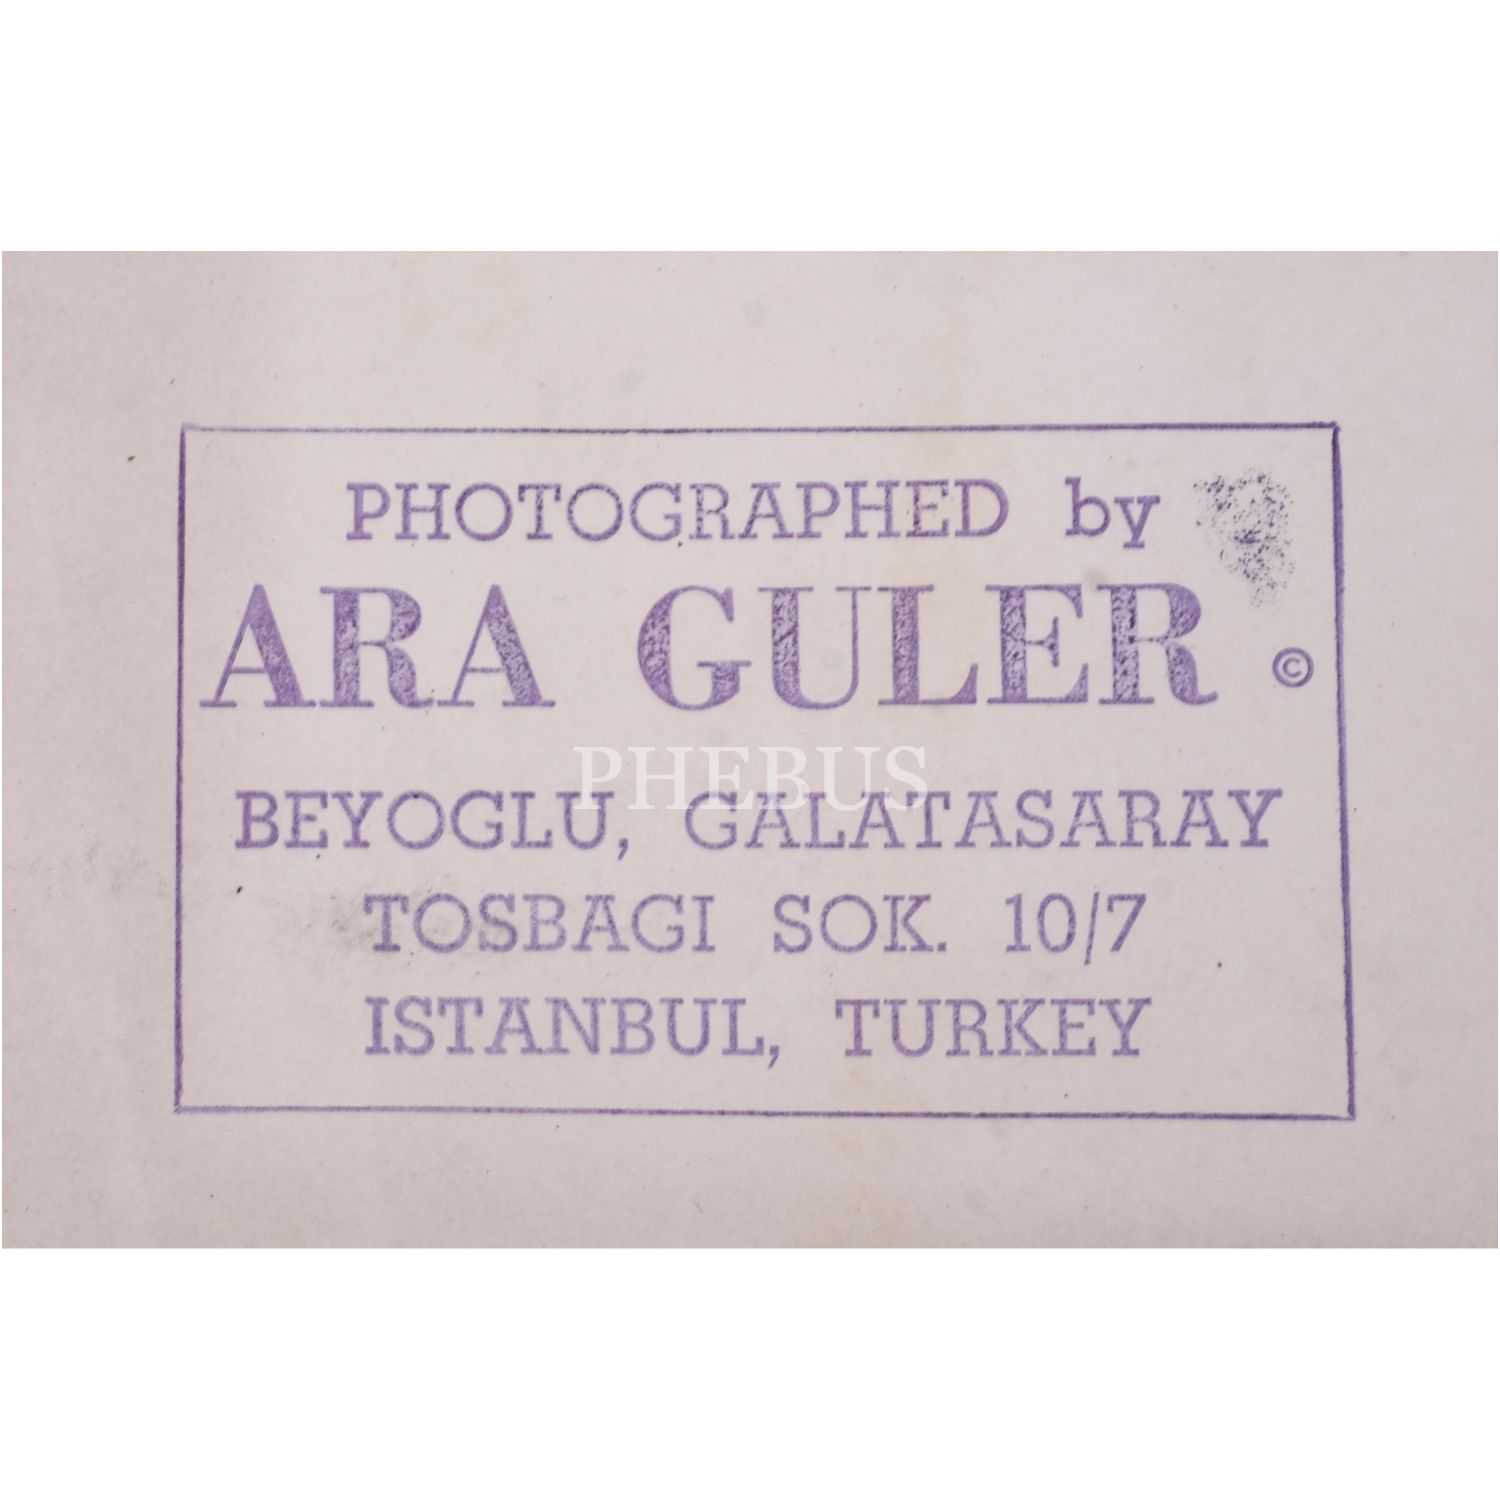 PHOTOGRAPHED by
ARA GULER ©
PHEBUS
BEYOGLU, GALATASARAY
TOSBAGI SOK. 10/7
ISTANBUL, TURKEY